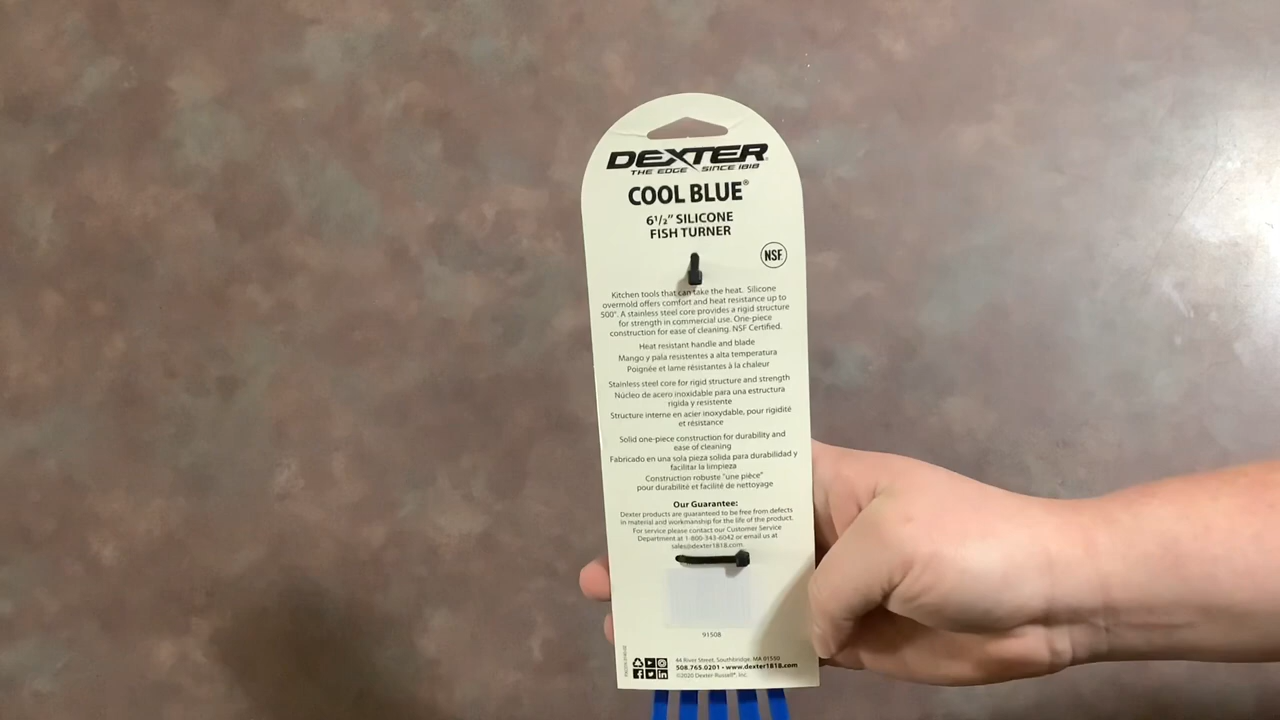 DEXTER
THE EDGE SINCE 1818
COOL BLUE®
6 1/2" SILICONE
FISH TURNER
NSF
Kitchen tools that can take the heat. Silicone
overmold offers comfort and heat resistance up to
500°. A stainless steel core provides a rigid structure
for strength in commercial use. One-piece
construction for ease of cleaning. NSF Certified.
Heat resistant handle and blade
Mango y pala resistentes a alta temperatura
Poignée et lame résistantes à la chaleur
Stainless steel core for rigid structure and strength
Núcleo de acero inoxidable para una estructura
rigida y resistente
Structure interne en acier inoxydable, pour rigidité
et résistance
Solid one-piece construction for durability and
ease of cleaning
Fabricado en una sola pieza solida para durabilidad y
facilitar la limpieza
Construction robuste "une pièce"
pour durabilité et facilité de nettoyage
Our Guarantee:
Dexter products are guaranteed to be free from defects
in material and workmanship for the life of the product.
For service please contact our Customer Service
Department at 1-800-343-6042 or email us at
sales@dexter1818.com
91508
44 River Street, Southbridge, MA 01550
508.765.0201 • www.dexter1818.com
©2020 Dexter-Russell®, Inc.